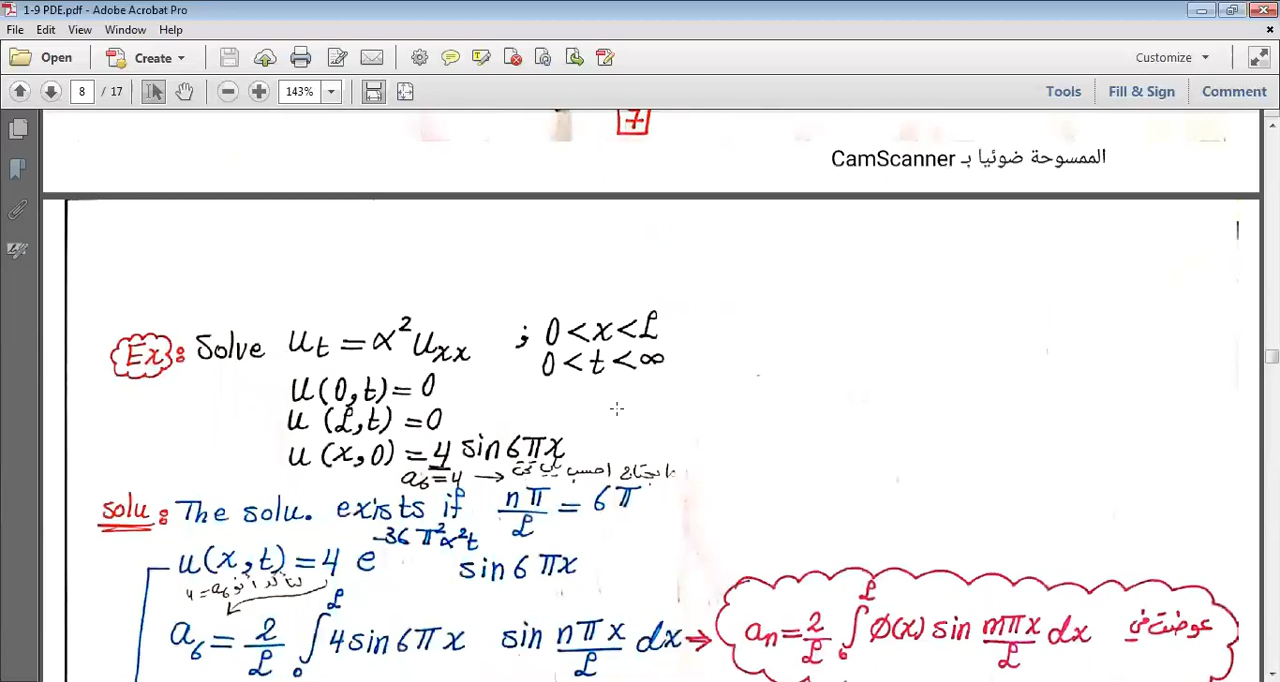 1-9 PDE.pdf - Adobe Acrobat Pro
File Edit View Window Help
Open Create Customize
8 / 17 143% Tools Fill & Sign Comment
7
الممسوحة ضوئيا بـ CamScanner
Ex: Solve u_t = α² u_xx ; 0 < x < L
0 < t < ∞
u(0,t) = 0
u(L,t) = 0
u(x,0) = 4 sin 6πx
a₆ = 4 →
solu: The solu. exists if nπ/L = 6π
u(x,t) = 4 e^(-36π²α²t) sin 6πx
a₆ = 2/L ∫₀^L 4 sin 6πx sin nπx/L dx ⇒ aₙ = 2/L ∫₀^L φ(x) sin mπx/L dx عوضت في